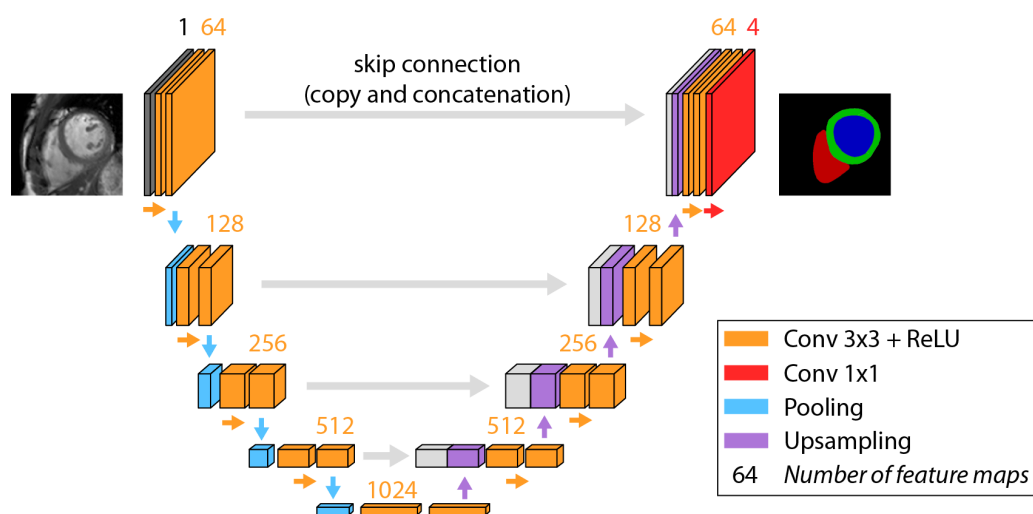 1 64
64 4
skip connection
(copy and concatenation)
128
128
256
256
512
512
1024
Conv 3x3 + ReLU
Conv 1x1
Pooling
Upsampling
64 Number of feature maps